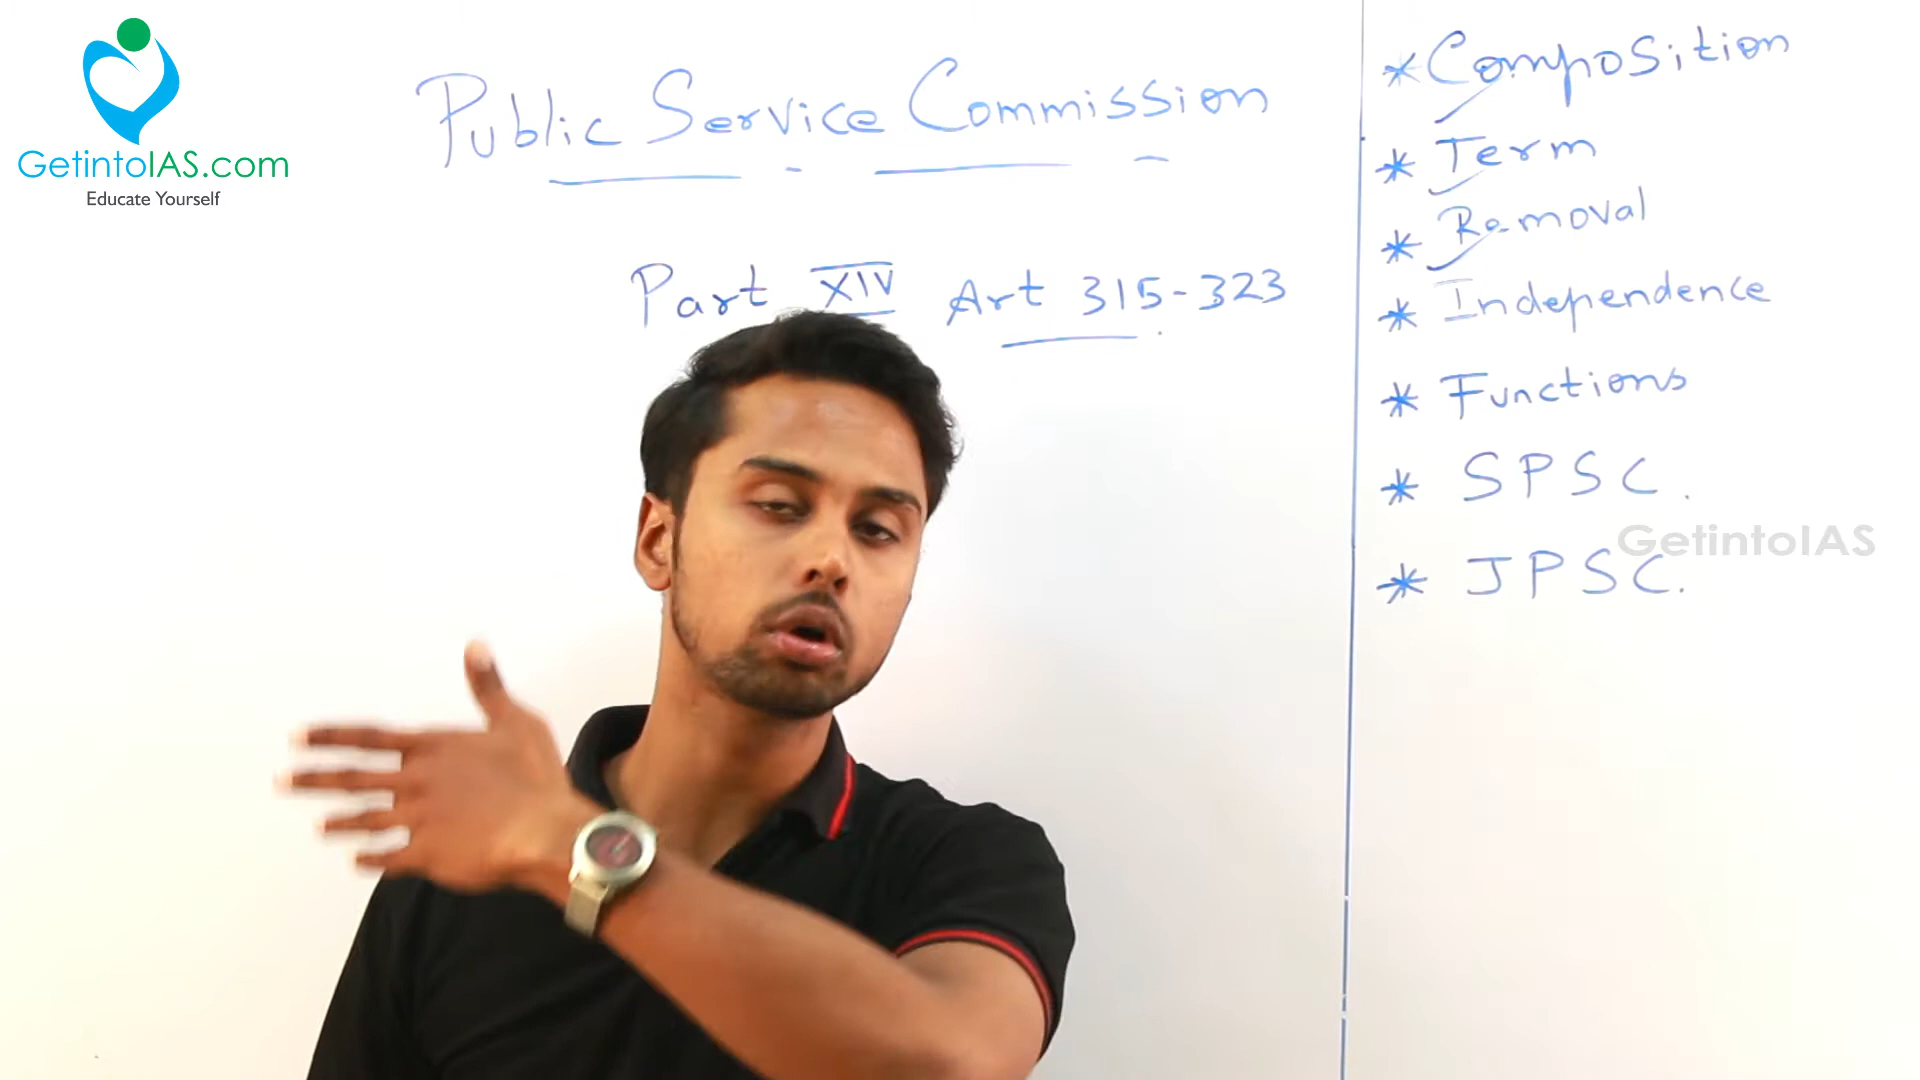 GetintoIAS.com
Educate Yourself
Public Service Commission
Part XIV Art 315-323
* Composition
* Term
* Removal
* Independence
* Functions
* SPSC.
GetintoIAS
* JPSC.